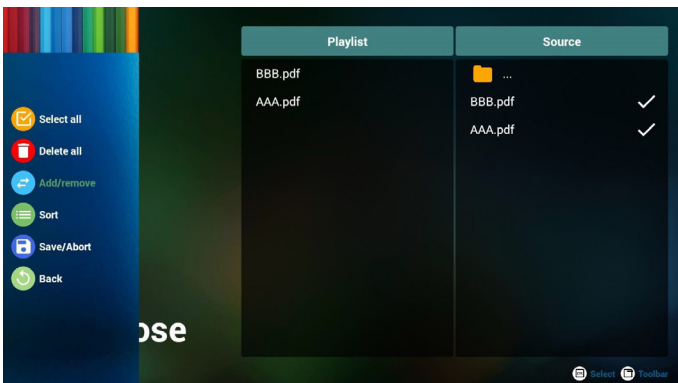 Playlist
Source
BBB.pdf
AAA.pdf
...
BBB.pdf
AAA.pdf
Select all
Delete all
Add/remove
Sort
Save/Abort
Back
ose
Select
Toolbar